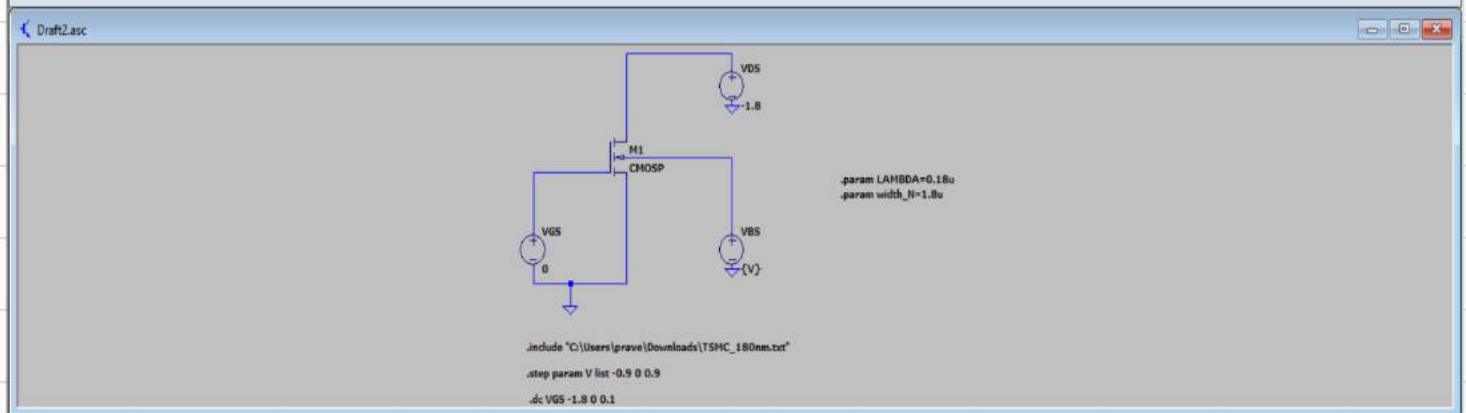 Draft2.asc
VDS
-1.8
M1
CMOSP
.param LAMBDA=0.18u
.param width_N=1.8u
VGS
0
VBS
{V}
.include "C:\Users\prave\Downloads\TSMC_180nm.txt"
.step param V list -0.9 0 0.9
.dc VGS -1.8 0 0.1